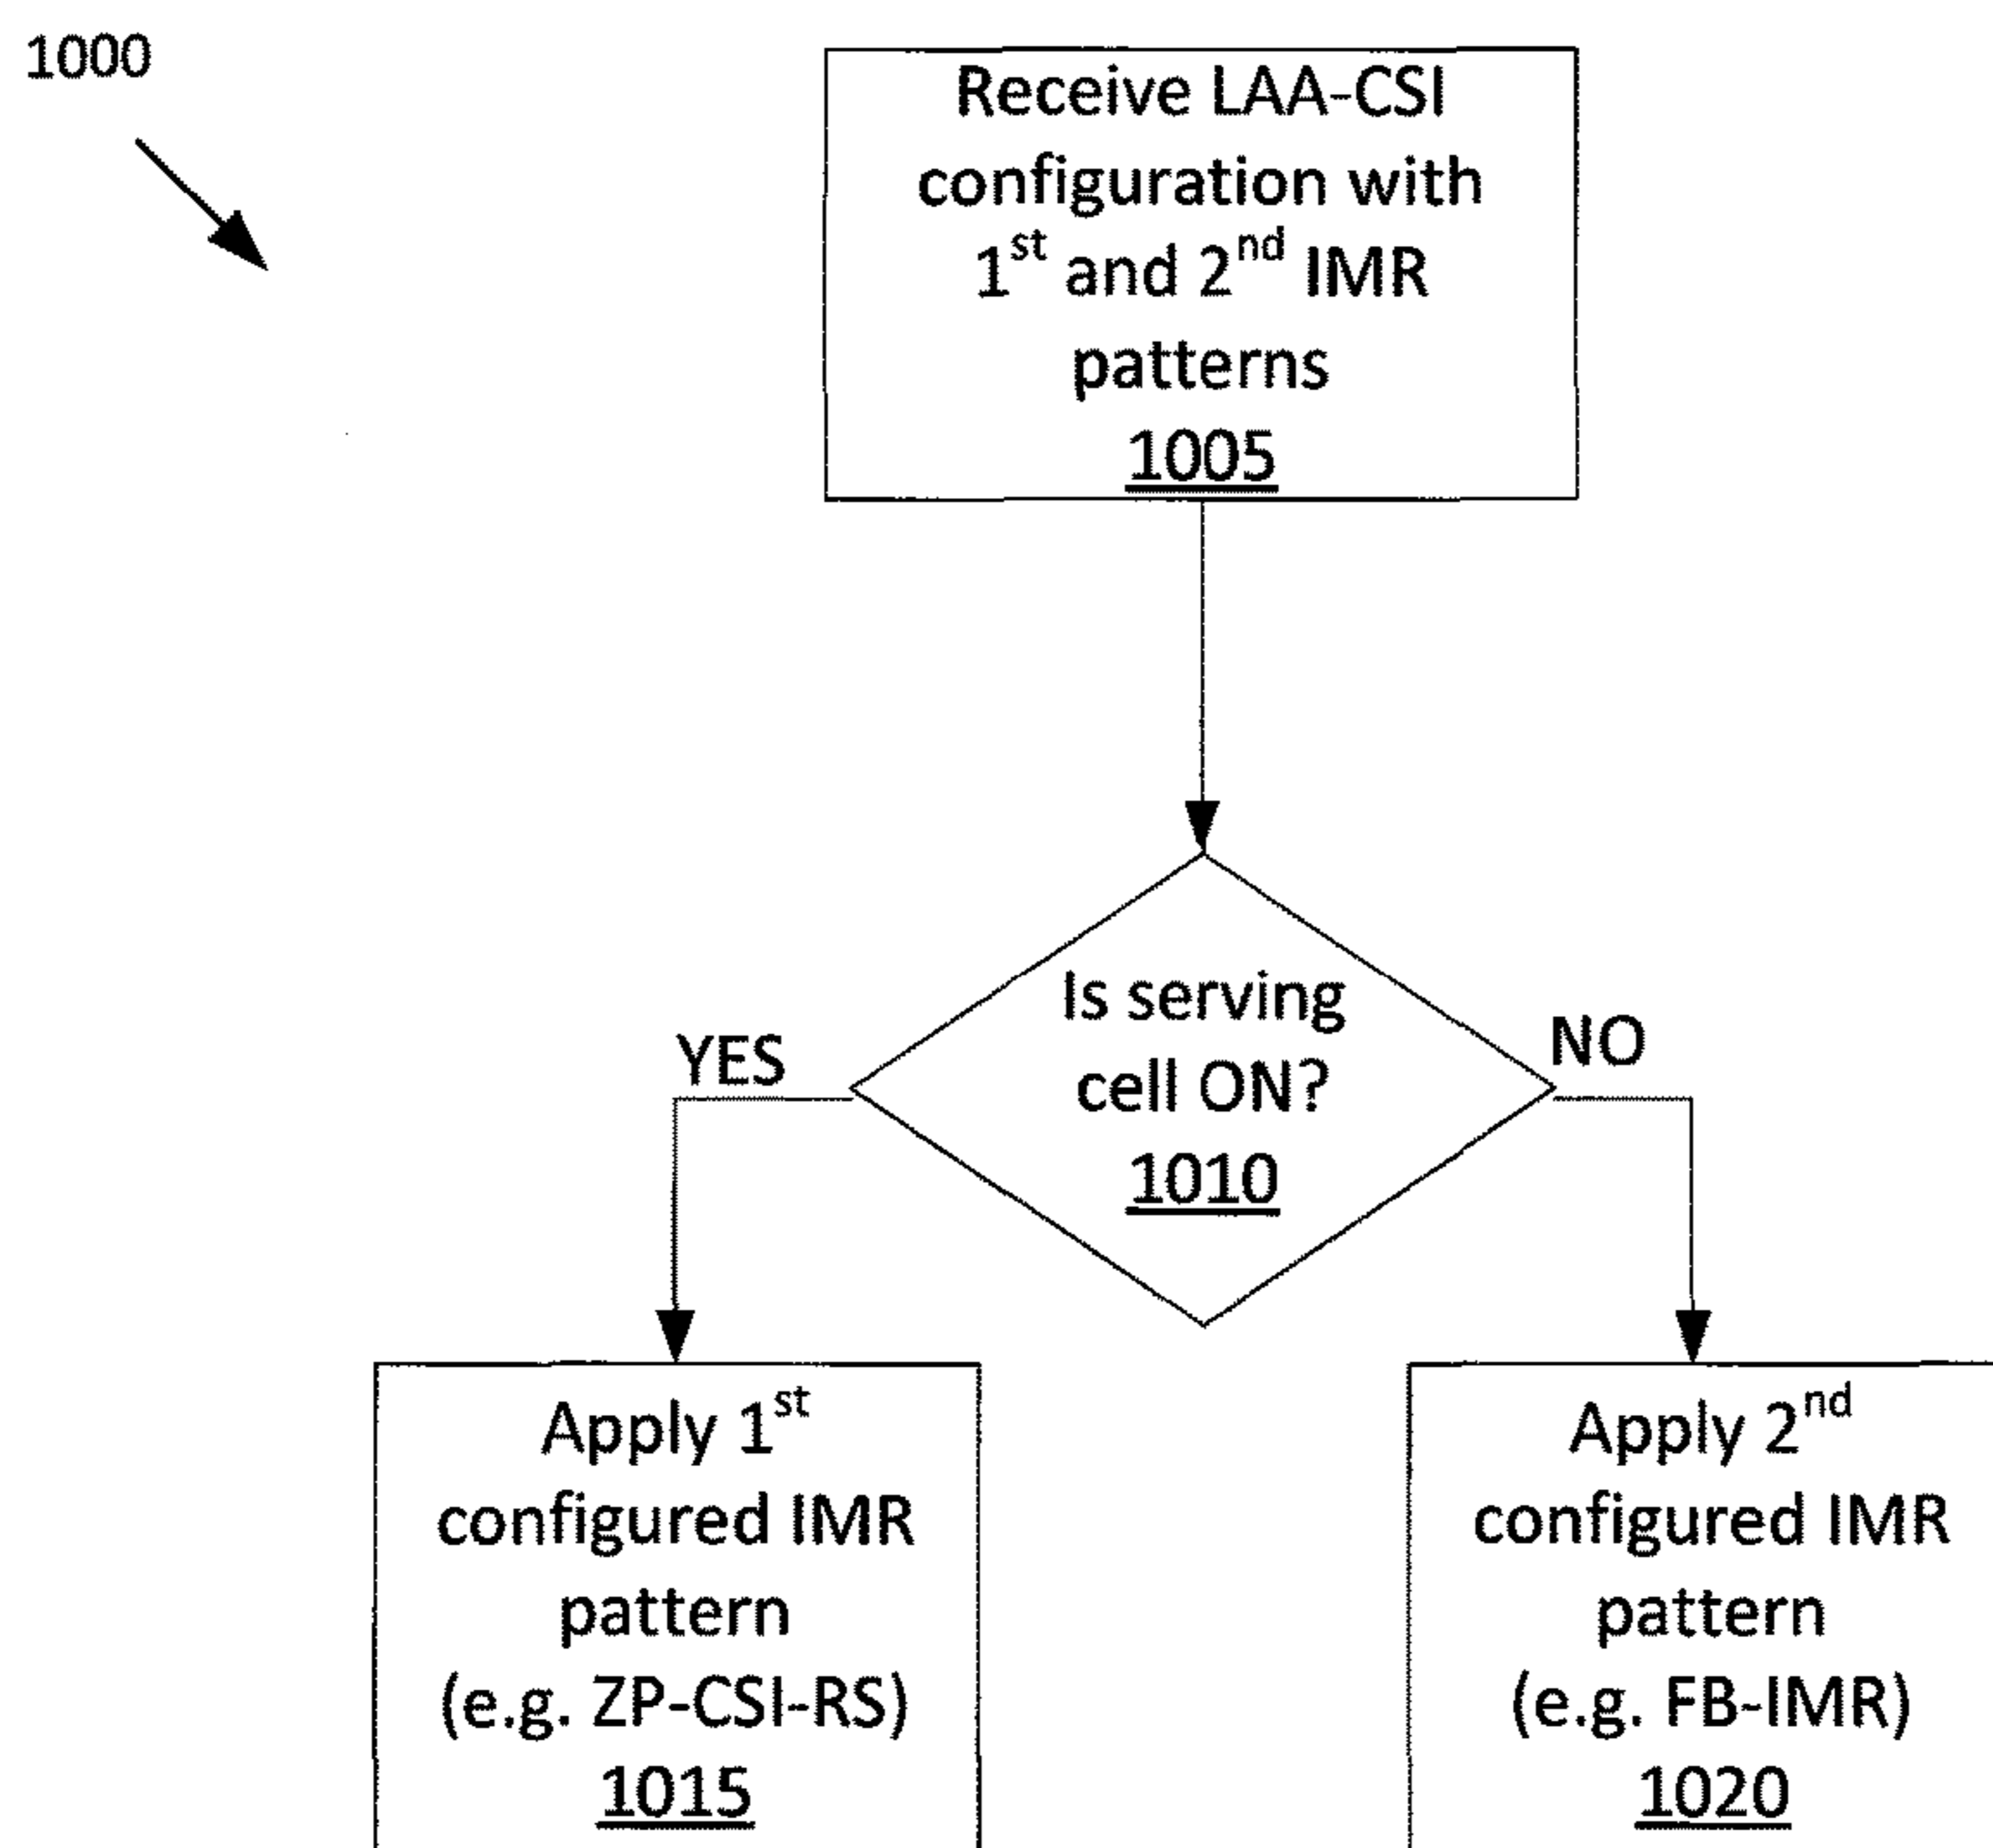 1000
Receive LAA-CSI
configuration with
1st and 2nd IMR
patterns
1005
Is serving
cell ON?
1010
YES
NO
Apply 1st
configured IMR
pattern
(e.g. ZP-CSI-RS)
1015
Apply 2nd
configured IMR
pattern
(e.g. FB-IMR)
1020